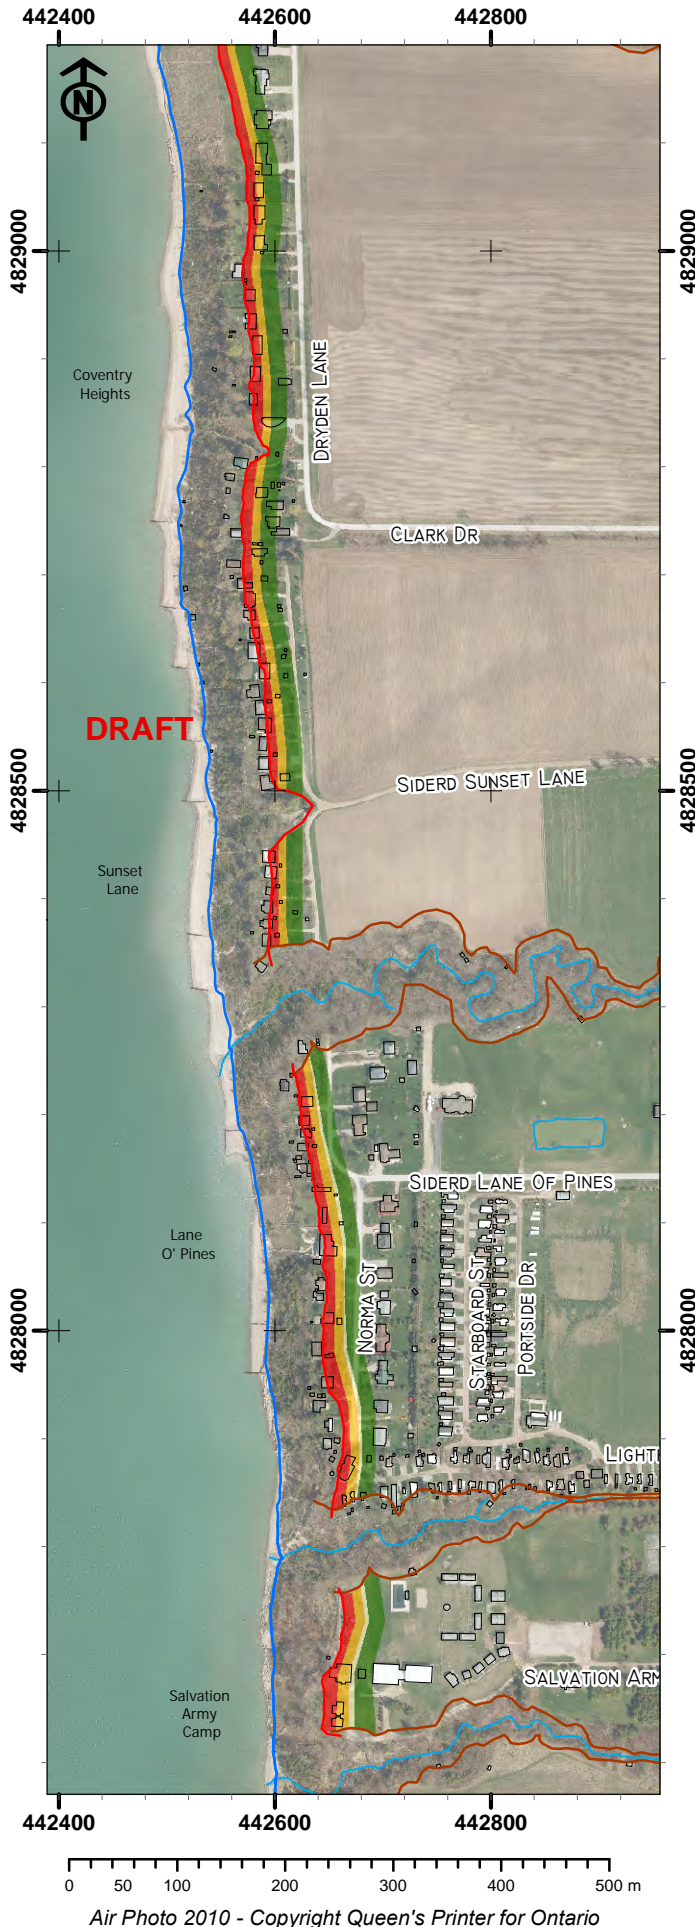 442400
442600
442800
N
4829000
4829000
Coventry
Heights
DRYDEN LANE
CLARK DR
DRAFT
SIDERD SUNSET LANE
4828500
4828500
Sunset
Lane
SIDERD LANE OF PINES
Lane
O' Pines
NORMA ST
STARBOARD ST
PORTSIDE DR
4828000
4828000
LIGHTH
SALVATION ARM
Salvation
Army
Camp
442400
442600
442800
0 50 100 200 300 400 500 m
Air Photo 2010 - Copyright Queen's Printer for Ontario